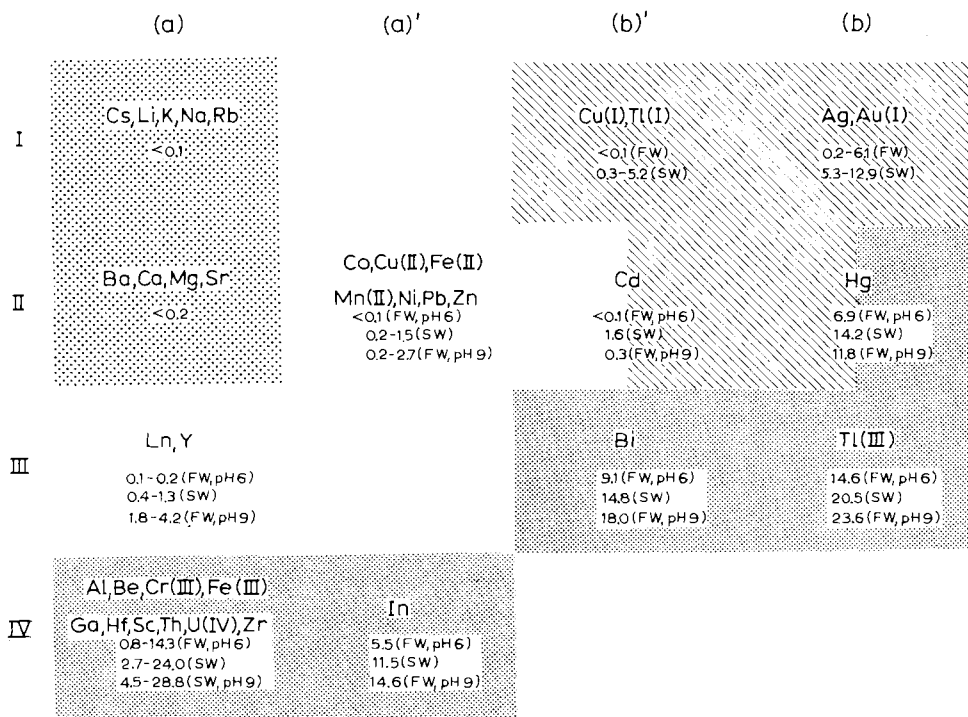 (a) (a)' (b)' (b)
I
Cs,Li,K,Na,Rb
<0.1
Cu(I),Tl(I)
<0.1(FW)
0.3-5.2(SW)
Ag,Au(I)
0.2-6.1(FW)
5.3-12.9(SW)
II
Ba,Ca,Mg,Sr
<0.2
Co,Cu(II),Fe(II)
Mn(II),Ni,Pb,Zn
<0.1(FW,pH6)
0.2-1.5(SW)
0.2-2.7(FW,pH9)
Cd
<0.1(FW,pH6)
1.6(SW)
0.3(FW,pH9)
Hg
6.9(FW,pH6)
14.2(SW)
11.8(FW,pH9)
III
Ln,Y
0.1-0.2(FW,pH6)
0.4-1.3(SW)
1.8-4.2(FW,pH9)
Bi
9.1(FW,pH6)
14.8(SW)
18.0(FW,pH9)
Tl(III)
14.6(FW,pH6)
20.5(SW)
23.6(FW,pH9)
IV
Al,Be,Cr(III),Fe(III)
Ga,Hf,Sc,Th,U(IV),Zr
0.8-14.3(FW,pH6)
2.7-24.0(SW)
4.5-28.8(SW,pH9)
In
5.5(FW,pH6)
11.5(SW)
14.6(FW,pH9)